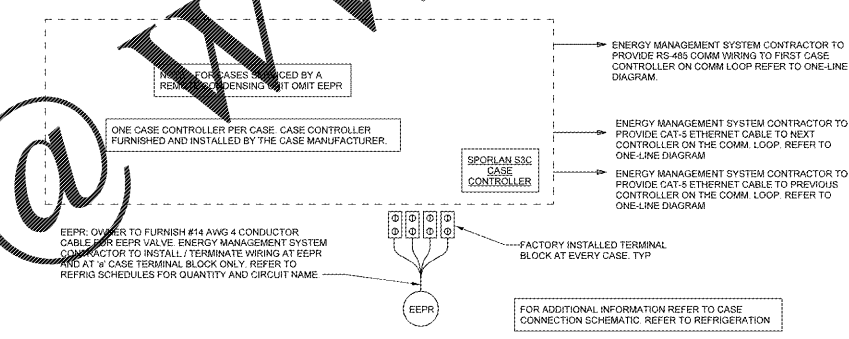 ENERGY MANAGEMENT SYSTEM CONTRACTOR TO
PROVIDE RS-485 COMM WIRING TO FIRST CASE
CONTROLLER ON COMM LOOP REFER TO ONE-LINE
DIAGRAM.
FOR CASES SERVICED BY A
REMOTE CONDENSING UNIT OMIT EEPR
ONE CASE CONTROLLER PER CASE. CASE CONTROLLER
FURNISHED AND INSTALLED BY THE CASE MANUFACTURER.
ENERGY MANAGEMENT SYSTEM CONTRACTOR TO
PROVIDE CAT-5 ETHERNET CABLE TO NEXT
CONTROLLER ON THE COMM. LOOP. REFER TO
ONE-LINE DIAGRAM
SPORLAN S3C
CASE
CONTROLLER
ENERGY MANAGEMENT SYSTEM CONTRACTOR TO
PROVIDE CAT-5 ETHERNET CABLE TO PREVIOUS
CONTROLLER ON THE COMM. LOOP. REFER TO
ONE-LINE DIAGRAM
EEPR: OWNER TO FURNISH #14 AWG 4 CONDUCTOR
CABLE FOR EEPR VALVE. ENERGY MANAGEMENT SYSTEM
CONTRACTOR TO INSTALL / TERMINATE WIRING AT EEPR
AND AT 'a' CASE TERMINAL BLOCK ONLY. REFER TO
REFRIG SCHEDULES FOR QUANTITY AND CIRCUIT NAME.
FACTORY INSTALLED TERMINAL
BLOCK AT EVERY CASE. TYP
EEPR
FOR ADDITIONAL INFORMATION REFER TO CASE
CONNECTION SCHEMATIC. REFER TO REFRIGERATION
@W